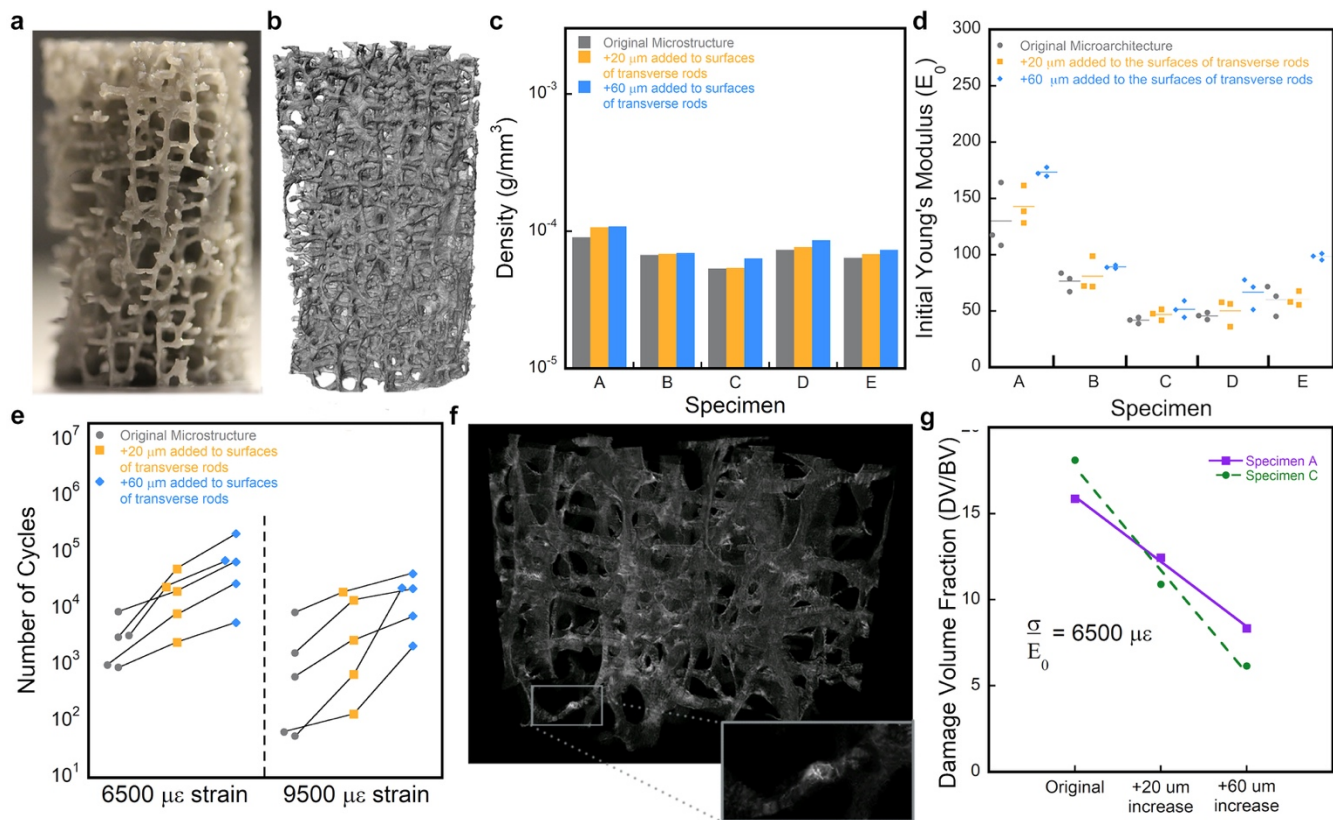 a
b
c
Original Microstructure
+20 μm added to surfaces
of transverse rods
+60 μm added to surfaces
of transverse rods
Density (g/mm³)
10⁻³
10⁻⁴
10⁻⁵
A B C D E
Specimen
d
Original Microarchitecture
+20 μm added to the surfaces of transverse rods
+60 μm added to the surfaces of transverse rods
Initial Young's Modulus (E₀)
300
250
200
150
100
50
0
A B C D E
Specimen
e
Original Microstructure
+20 μm added to surfaces
of transverse rods
+60 μm added to surfaces
of transverse rods
Number of Cycles
10⁷
10⁶
10⁵
10⁴
10³
10²
10¹
6500 με strain 9500 με strain
f
g
Specimen A
Specimen C
Damage Volume Fraction (DV/BV)
15
10
5
σ
E₀ = 6500 με
Original +20 um +60 um
increase increase